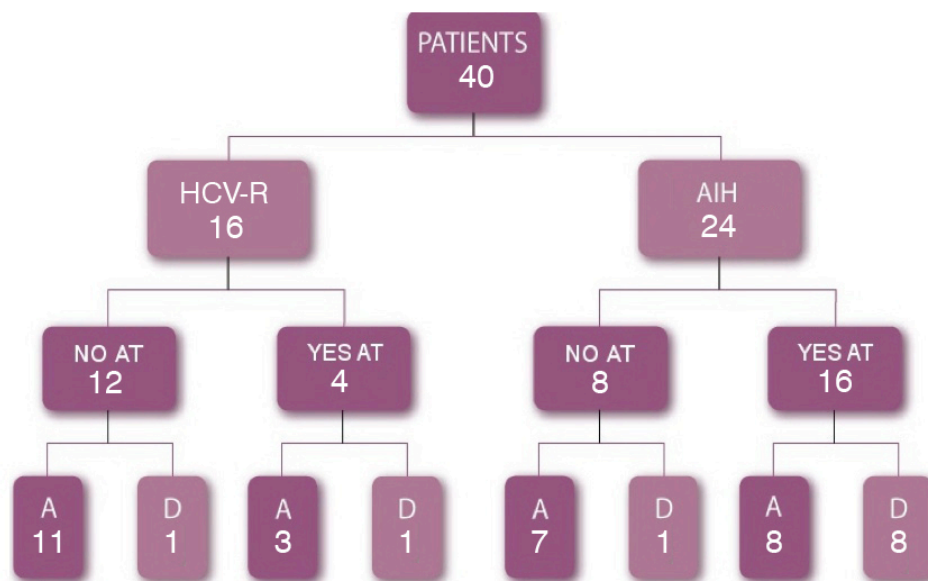 PATIENTS
40
HCV-R
16
AIH
24
NO AT
12
YES AT
4
NO AT
8
YES AT
16
A
11
D
1
A
3
D
1
A
7
D
1
A
8
D
8